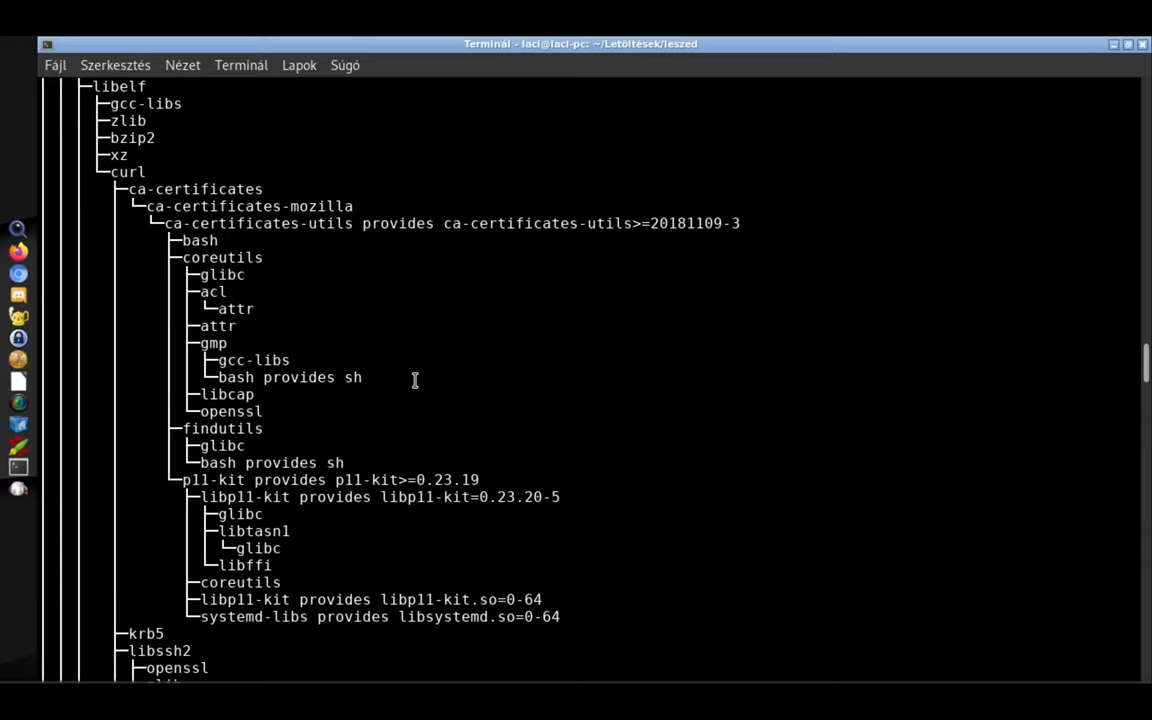 Terminál - laci@laci-pc: ~/Letöltések/leszed
Fájl Szerkesztés Nézet Terminál Lapok Súgó
libelf
gcc-libs
zlib
bzip2
xz
curl
ca-certificates
ca-certificates-mozilla
ca-certificates-utils provides ca-certificates-utils>=20181109-3
bash
coreutils
glibc
acl
attr
attr
gmp
gcc-libs
bash provides sh
libcap
openssl
findutils
glibc
bash provides sh
p11-kit provides p11-kit>=0.23.19
libp11-kit provides libp11-kit=0.23.20-5
glibc
libtasn1
glibc
libffi
coreutils
libp11-kit provides libp11-kit.so=0-64
systemd-libs provides libsystemd.so=0-64
krb5
libssh2
openssl